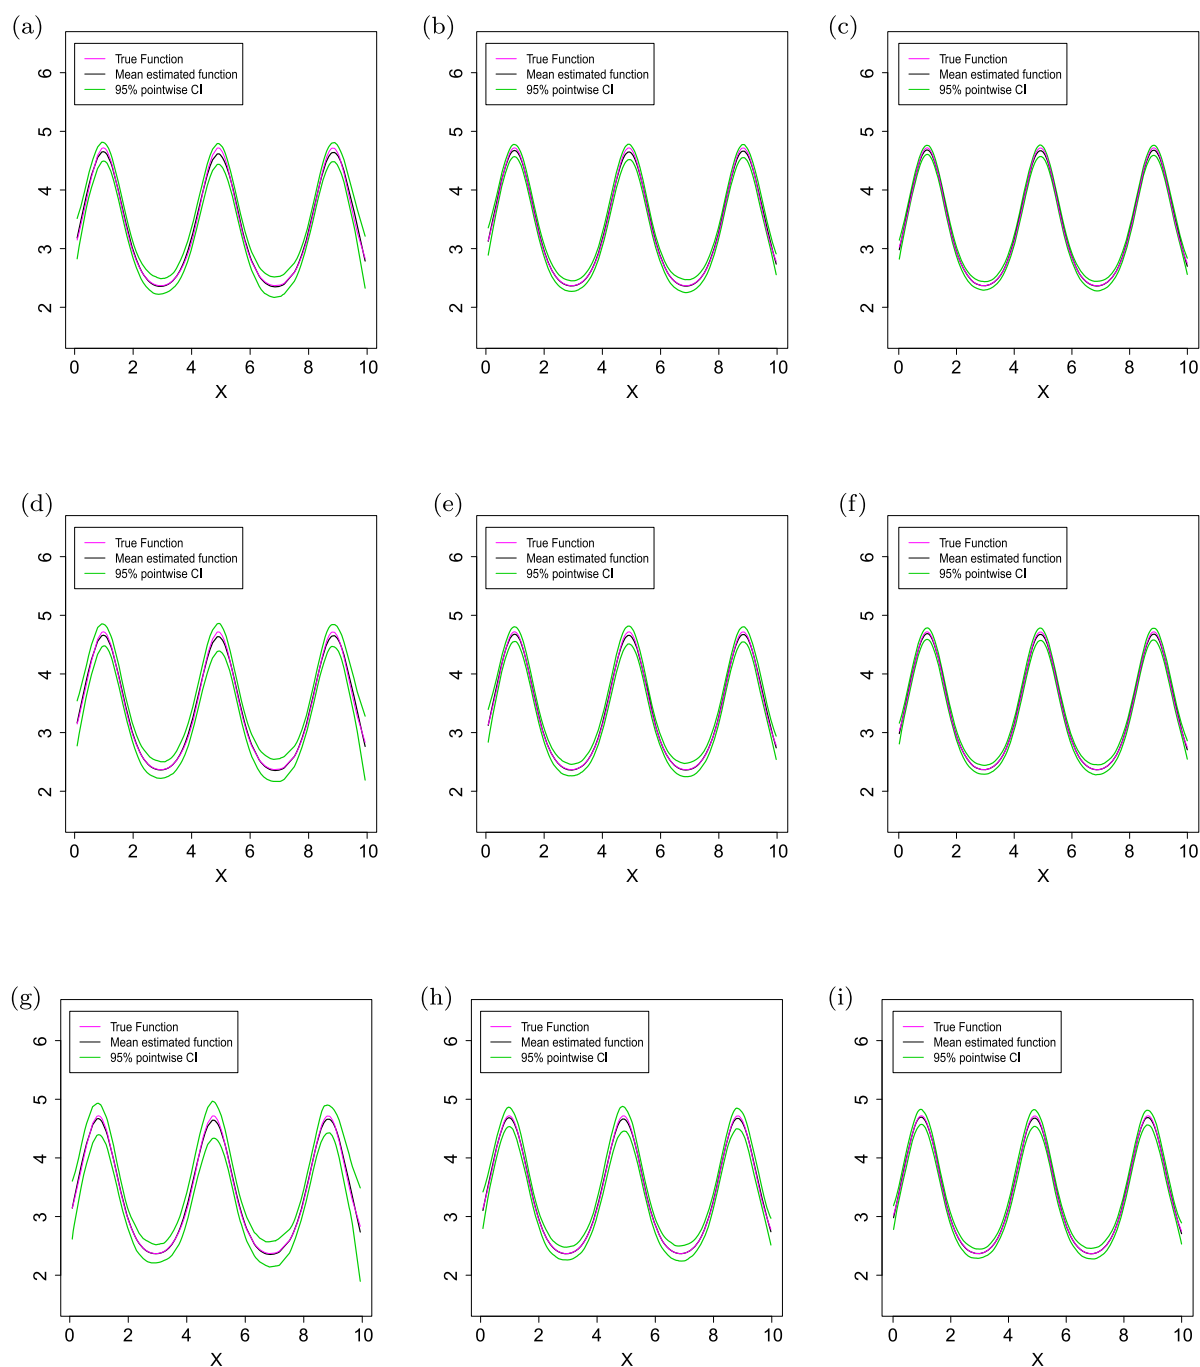 (a)
True Function
Mean estimated function
95% pointwise CI
6
5
4
3
2
0 2 4 6 8 10
X
(b)
True Function
Mean estimated function
95% pointwise CI
6
5
4
3
2
0 2 4 6 8 10
X
(c)
True Function
Mean estimated function
95% pointwise CI
6
5
4
3
2
0 2 4 6 8 10
X
(d)
True Function
Mean estimated function
95% pointwise CI
6
5
4
3
2
0 2 4 6 8 10
X
(e)
True Function
Mean estimated function
95% pointwise CI
6
5
4
3
2
0 2 4 6 8 10
X
(f)
True Function
Mean estimated function
95% pointwise CI
6
5
4
3
2
0 2 4 6 8 10
X
(g)
True Function
Mean estimated function
95% pointwise CI
6
5
4
3
2
0 2 4 6 8 10
X
(h)
True Function
Mean estimated function
95% pointwise CI
6
5
4
3
2
0 2 4 6 8 10
X
(i)
True Function
Mean estimated function
95% pointwise CI
6
5
4
3
2
0 2 4 6 8 10
X